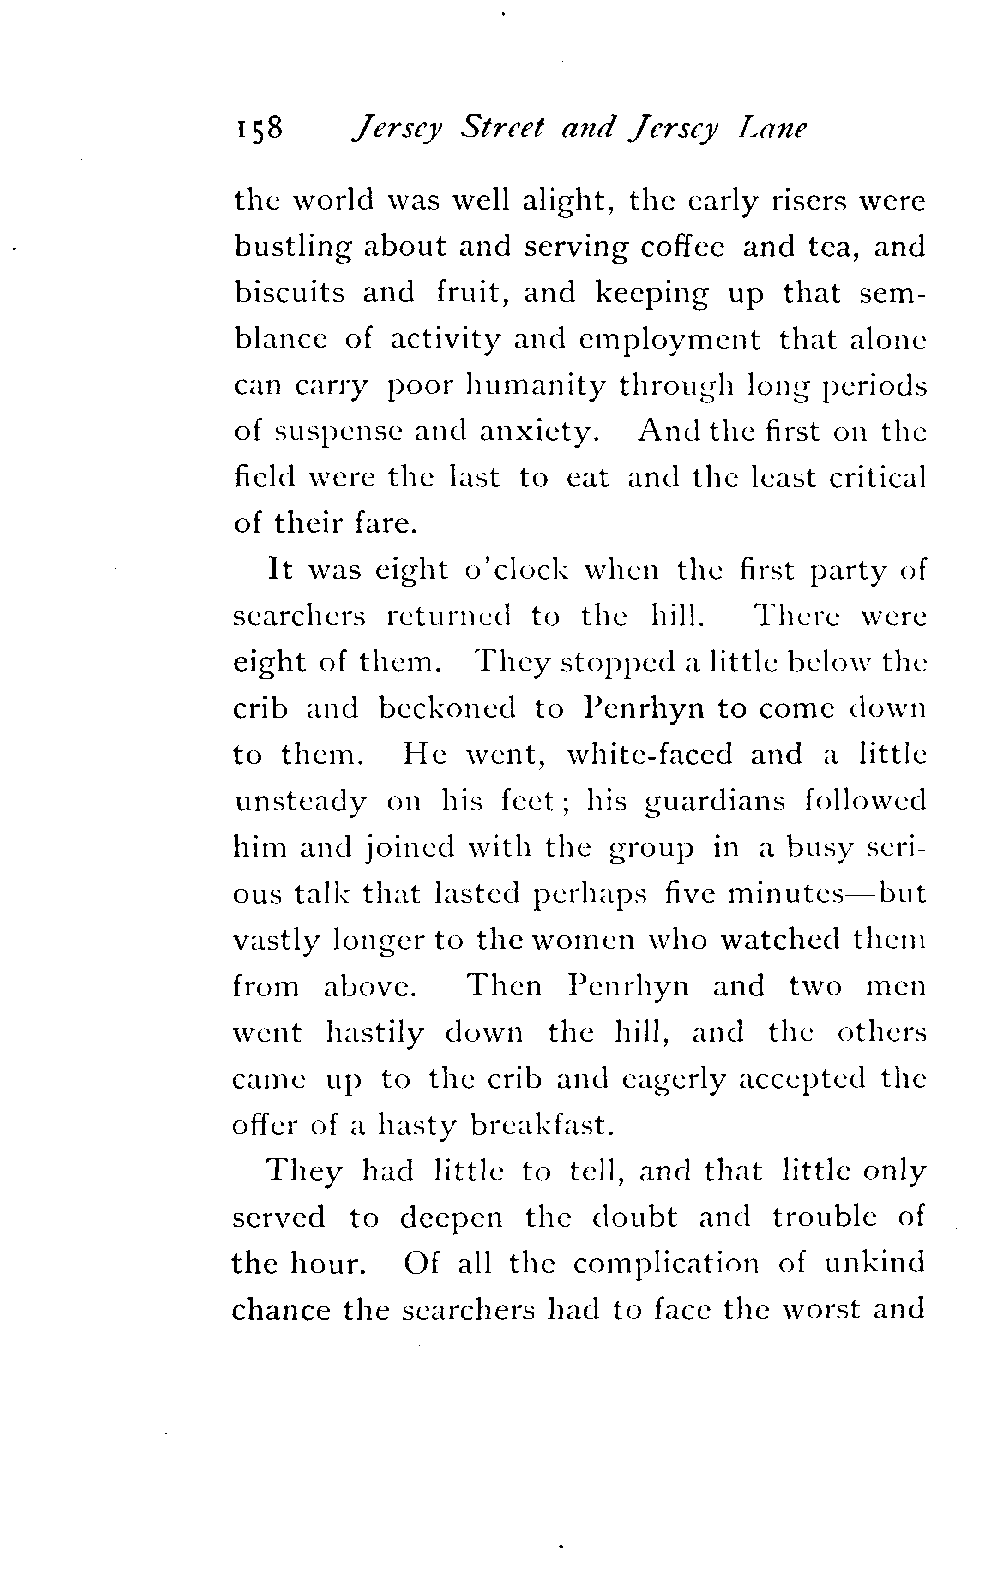 158 Jersey Street and Jersey Lane
the world was well alight, the early risers were
bustling about and serving coffee and tea, and
biscuits and fruit, and keeping up that sem-
blance of activity and employment that alone
can carry poor humanity through long periods
of suspense and anxiety. And the first on the
field were the last to eat and the least critical
of their fare.
It was eight o'clock when the first party of
searchers returned to the hill. There were
eight of them. They stopped a little below the
crib and beckoned to Penrhyn to come down
to them. He went, white-faced and a little
unsteady on his feet; his guardians followed
him and joined with the group in a busy seri-
ous talk that lasted perhaps five minutes—but
vastly longer to the women who watched them
from above. Then Penrhyn and two men
went hastily down the hill, and the others
came up to the crib and eagerly accepted the
offer of a hasty breakfast.
They had little to tell, and that little only
served to deepen the doubt and trouble of
the hour. Of all the complication of unkind
chance the searchers had to face the worst and